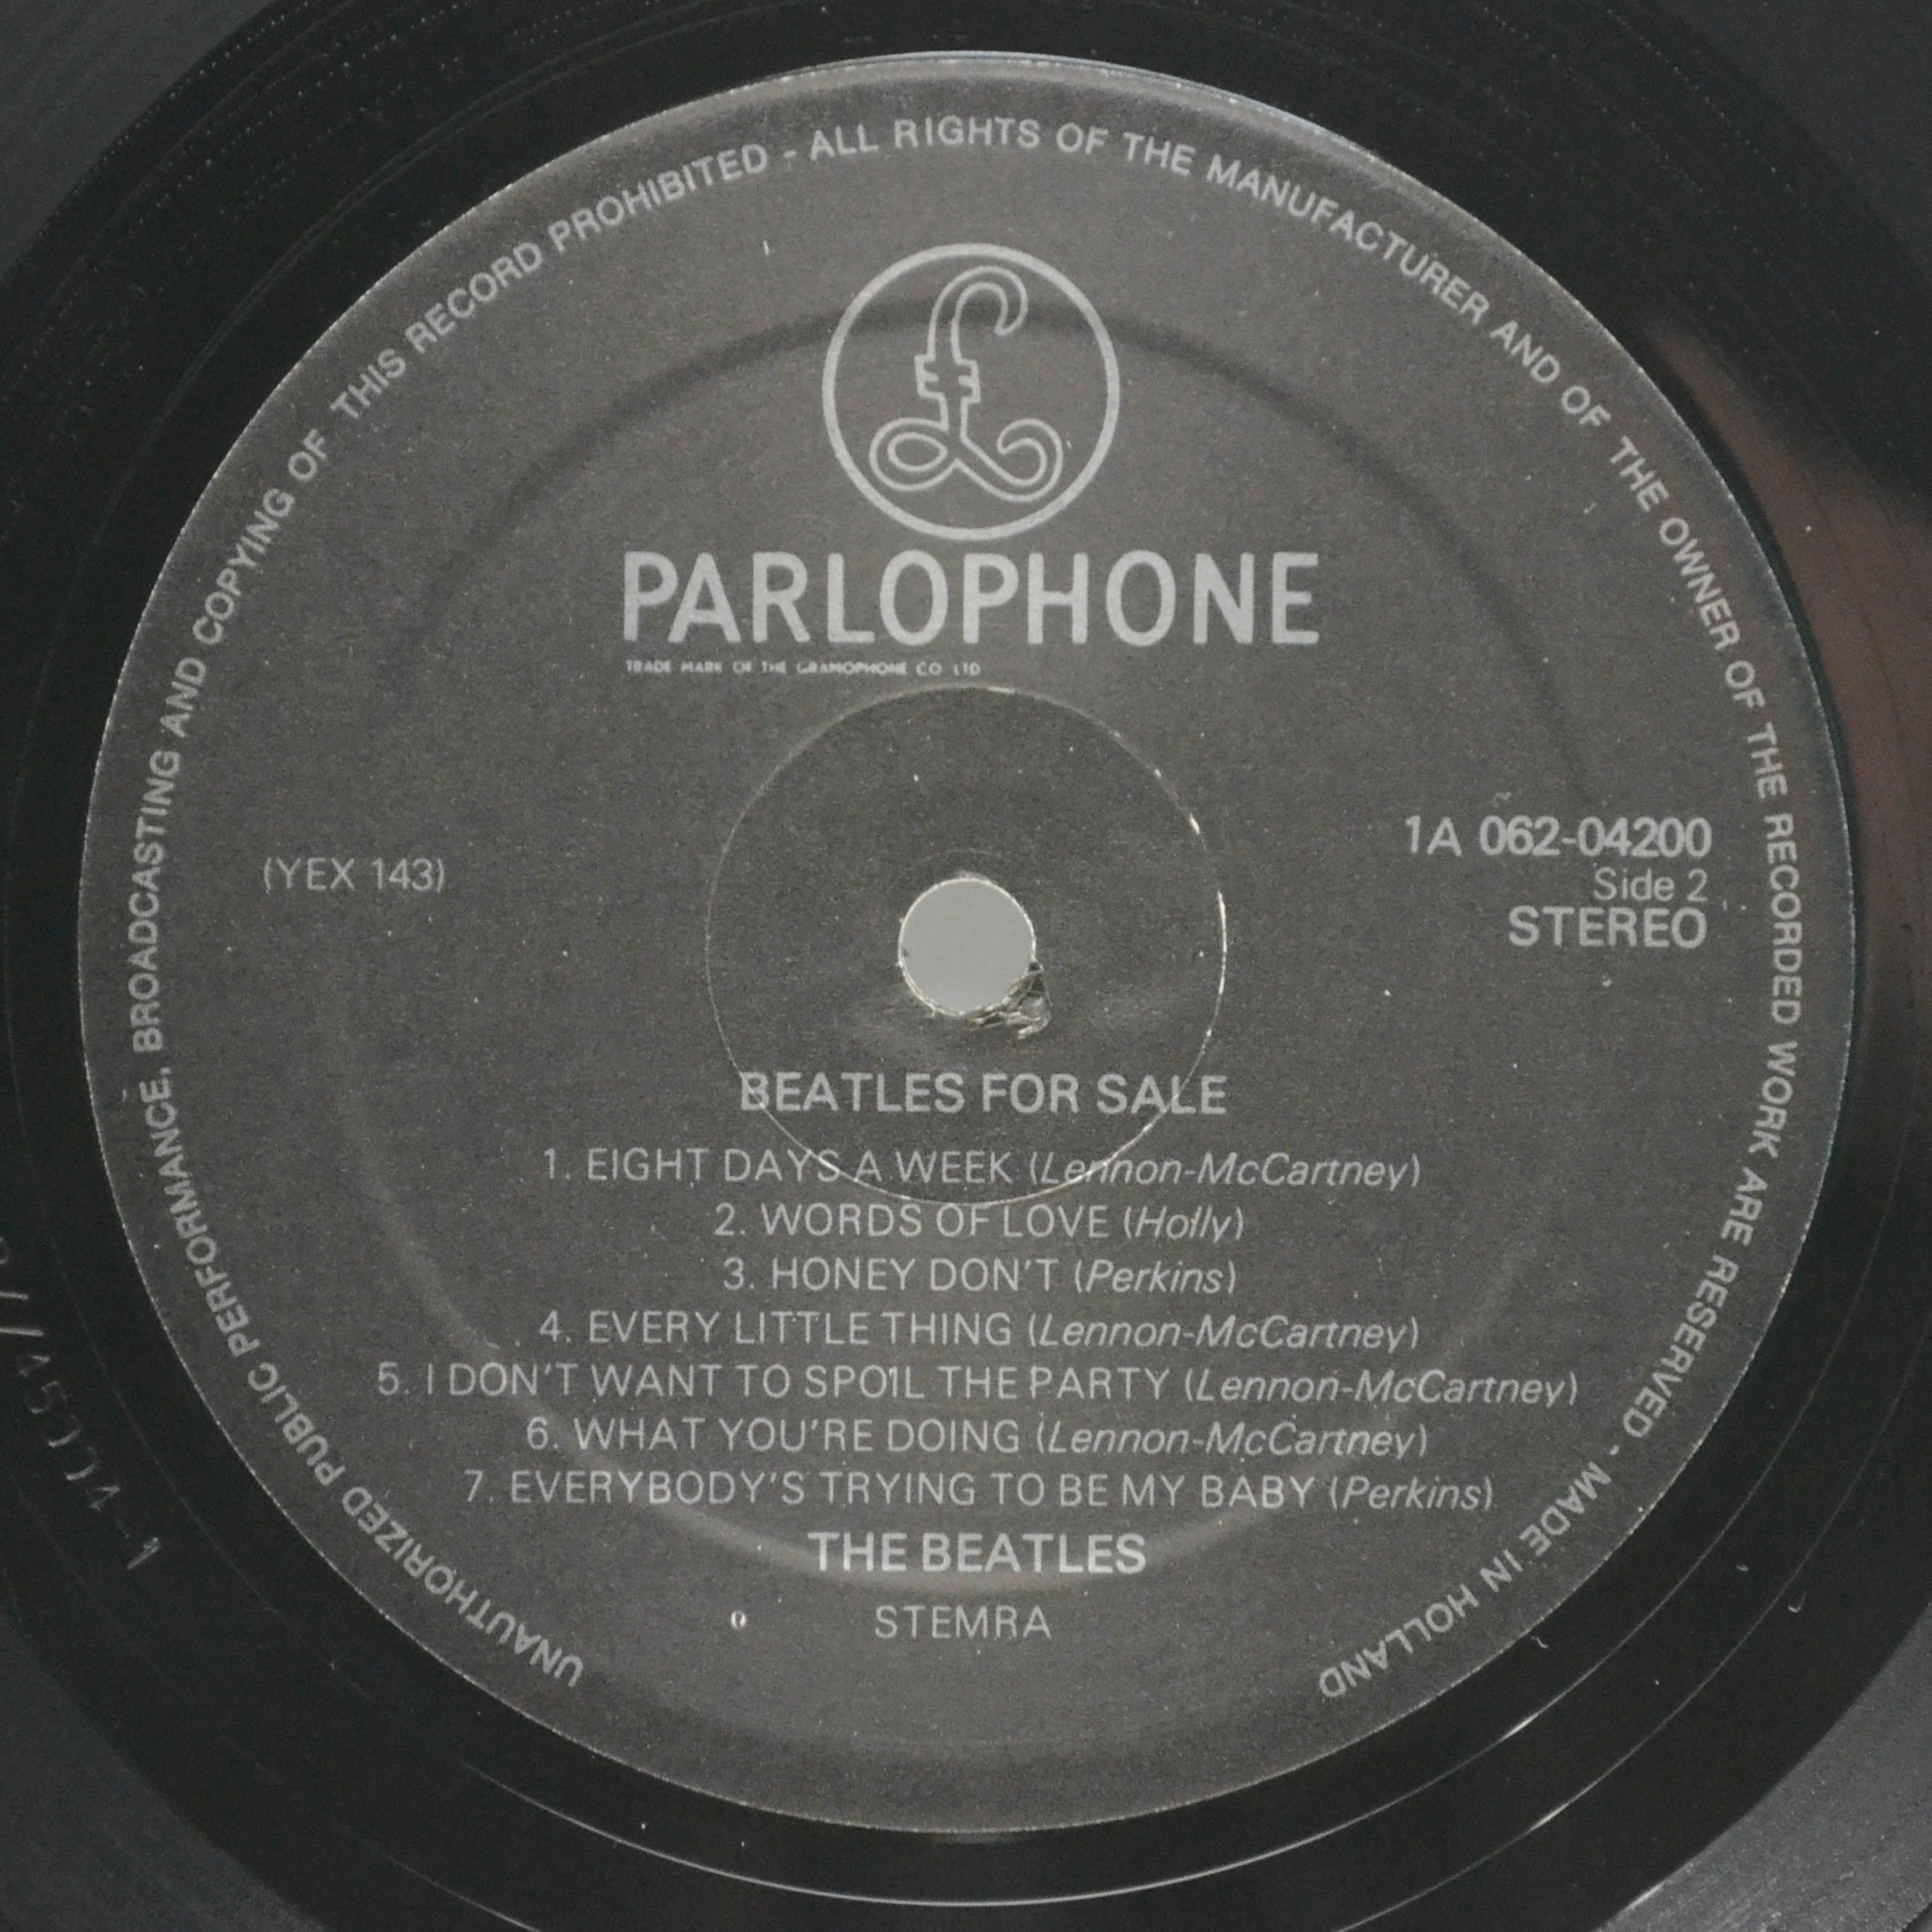 UNAUTHORIZED PUBLIC PERFORMANCE, BROADCASTING AND COPYING OF THIS RECORD PROHIBITED - ALL RIGHTS OF THE MANUFACTURER AND OF THE OWNER OF THE RECORDED WORK ARE RESERVED - MADE IN HOLLAND
PARLOPHONE
TRADE MARK OF THE GRAMOPHONE CO LTD
(YEX 143)
1A 062-04200
Side 2
STEREO
BEATLES FOR SALE
1. EIGHT DAYS A WEEK (Lennon-McCartney)
2. WORDS OF LOVE (Holly)
3. HONEY DON'T (Perkins)
4. EVERY LITTLE THING (Lennon-McCartney)
5. I DON'T WANT TO SPOIL THE PARTY (Lennon-McCartney)
6. WHAT YOU'RE DOING (Lennon-McCartney)
7. EVERYBODY'S TRYING TO BE MY BABY (Perkins)
THE BEATLES
STEMRA